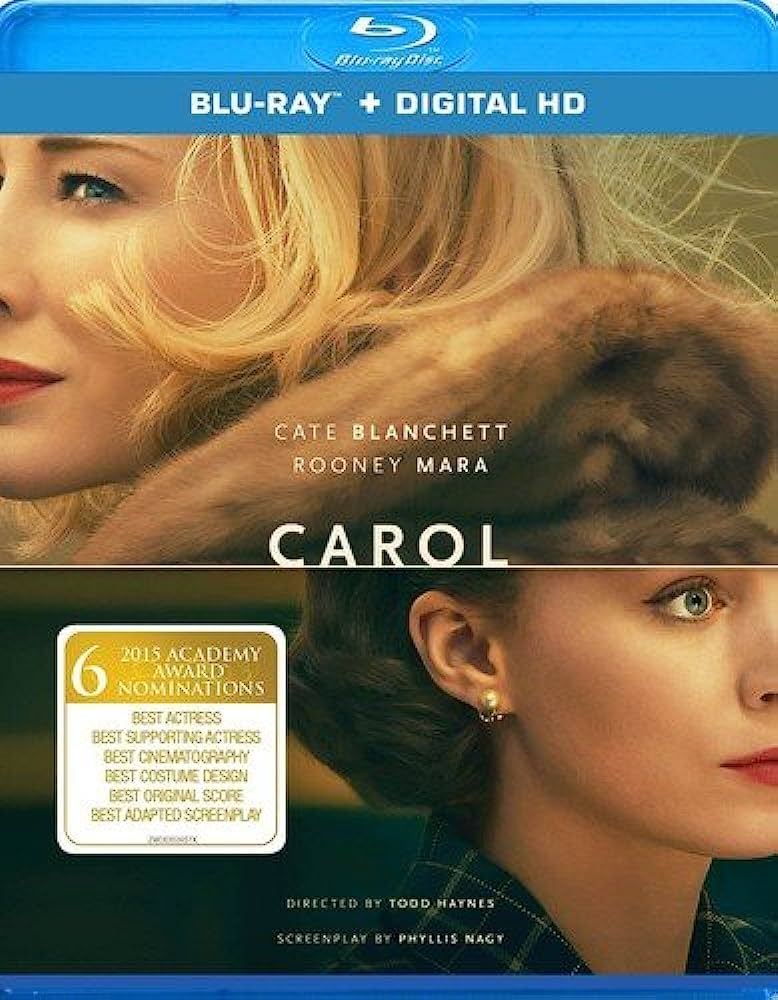 Blu-ray Disc™
BLU-RAY™ + DIGITAL HD
CATE BLANCHETT
ROONEY MARA
CAROL
6
2015 ACADEMY
AWARD™
NOMINATIONS
BEST ACTRESS
BEST SUPPORTING ACTRESS
BEST CINEMATOGRAPHY
BEST COSTUME DESIGN
BEST ORIGINAL SCORE
BEST ADAPTED SCREENPLAY
DIRECTED BY TODD HAYNES
SCREENPLAY BY PHYLLIS NAGY